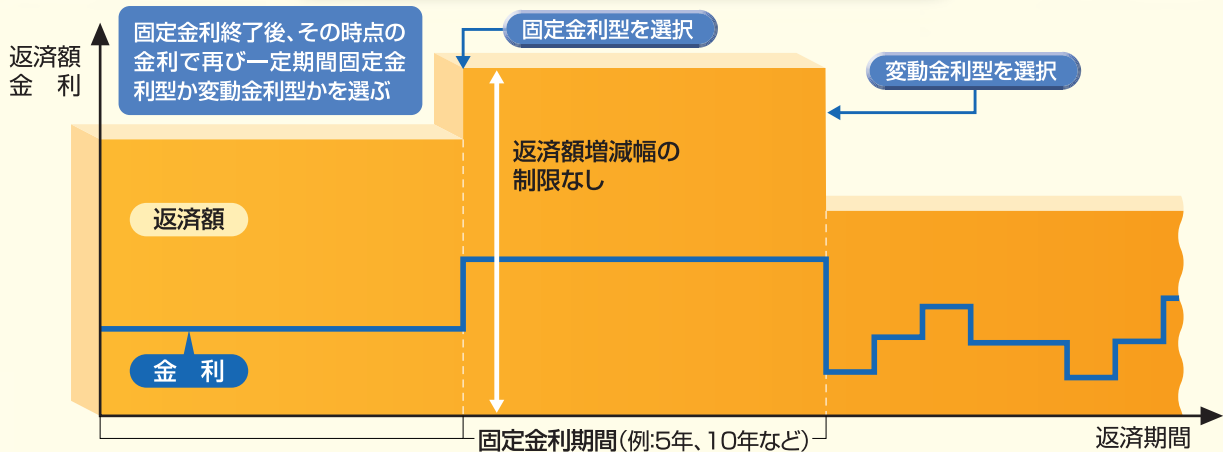 返済額
金 利
固定金利終了後、その時点の
金利で再び一定期間固定金
利型か変動金利型かを選ぶ
固定金利型を選択
変動金利型を選択
返済額増減幅の
制限なし
返済額
金 利
固定金利期間(例:5年、10年など)
返済期間